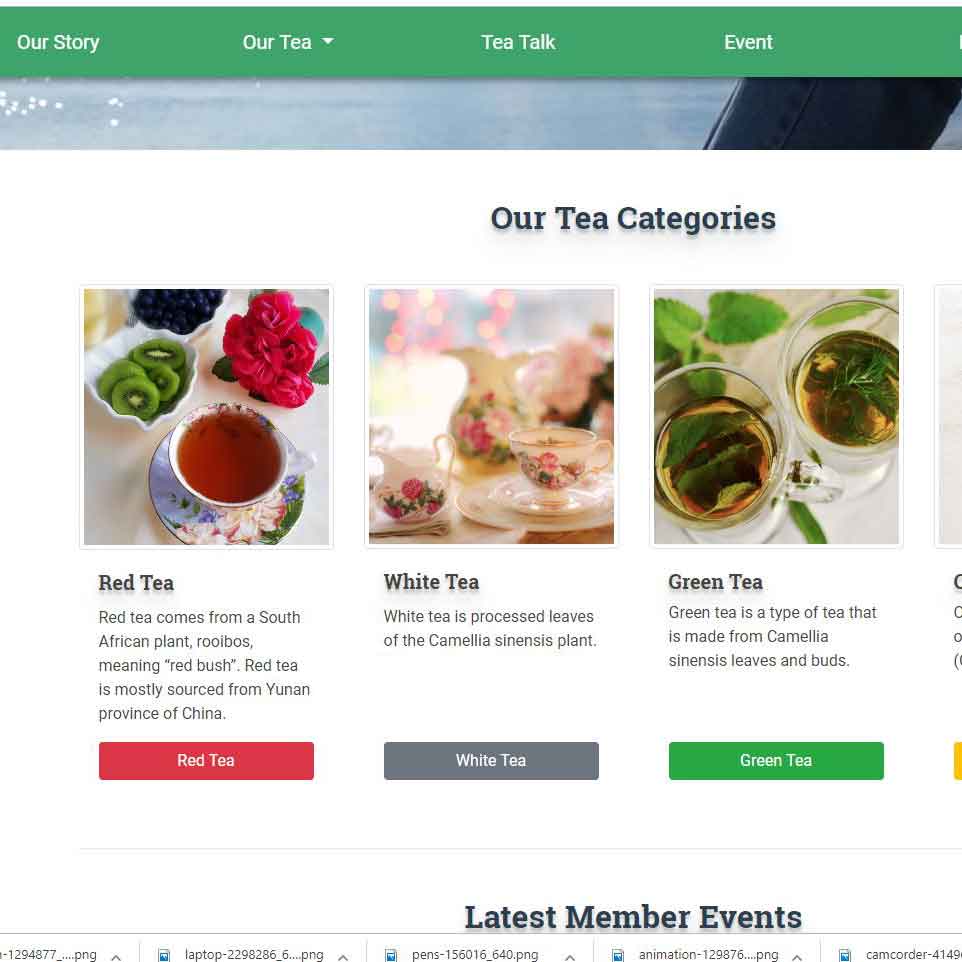 Our Story Our Tea Tea Talk Event
Our Tea Categories
Red Tea
Red tea comes from a South
African plant, rooibos,
meaning “red bush”. Red tea
is mostly sourced from Yunan
province of China.
Red Tea
White Tea
White tea is processed leaves
of the Camellia sinensis plant.
White Tea
Green Tea
Green tea is a type of tea that
is made from Camellia
sinensis leaves and buds.
Green Tea
Latest Member Events
-1294877_....png laptop-2298286_6....png pens-156016_640.png animation-129876....png camcorder-4149